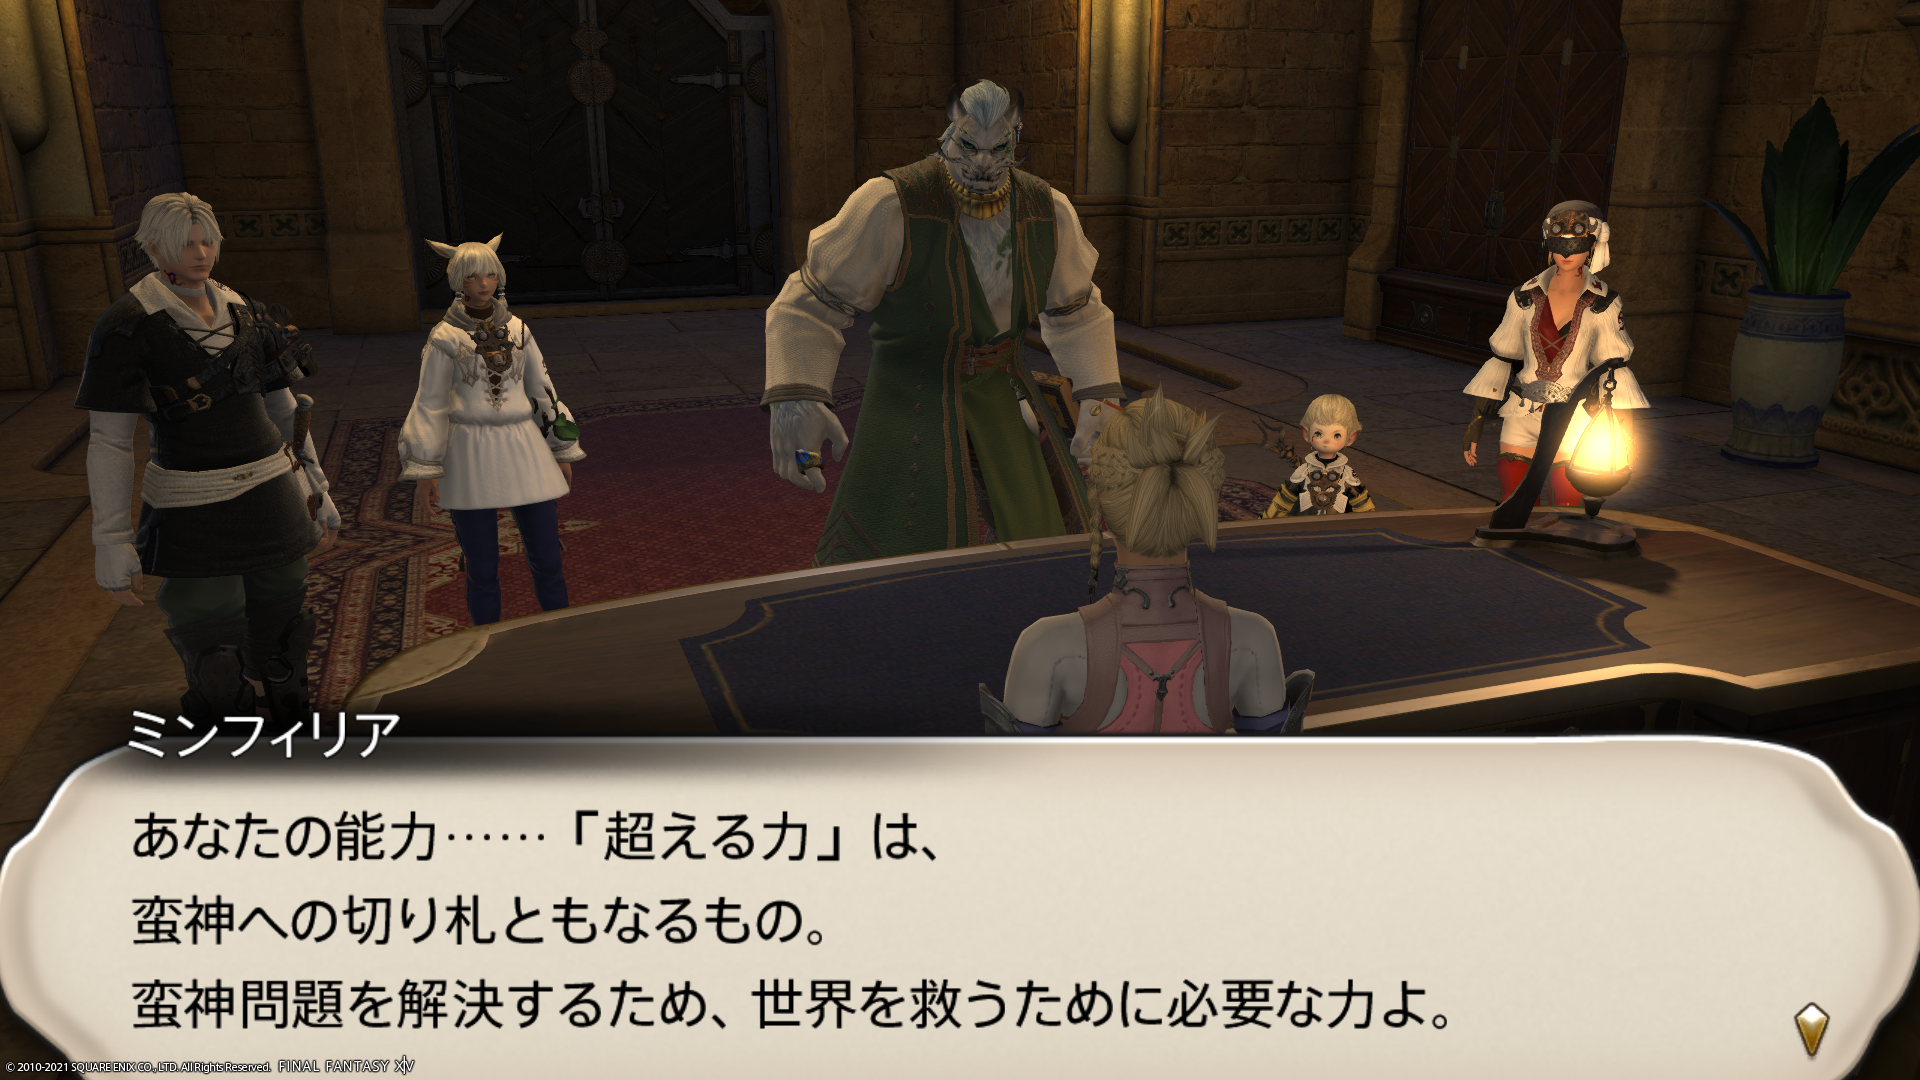 ミンフィリア
あなたの能力……「超える力」は、
蛮神への切り札ともなるもの。
蛮神問題を解決するため、世界を救うために必要な力よ。
© 2010-2021 SQUARE ENIX CO., LTD. All Rights Reserved. FINAL FANTASY XIV